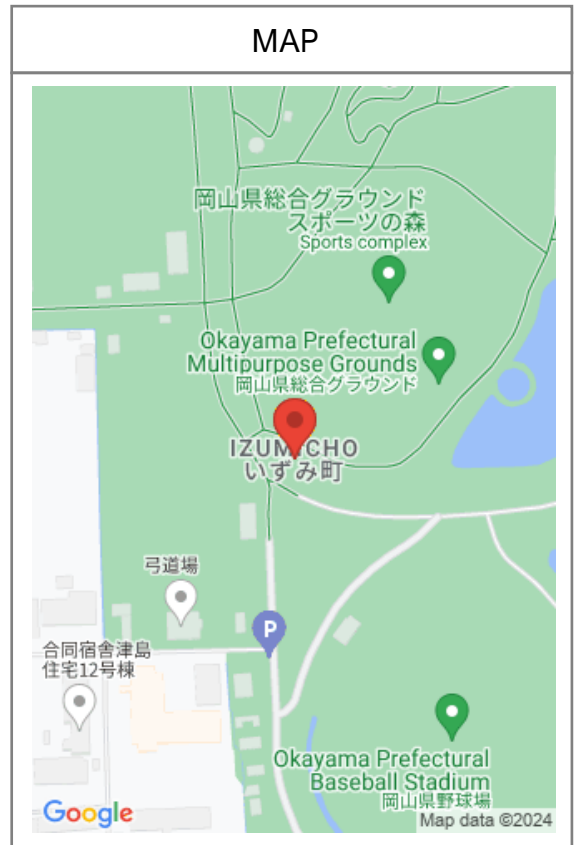 MAP
岡山県総合グラウンド
スポーツの森
Sports complex
Okayama Prefectural
Multipurpose Grounds
岡山県総合グラウンド
IZUMICHO
いずみ町
弓道場
P
合同宿舎津島
住宅12号棟
Okayama Prefectural
Baseball Stadium
岡山県野球場
Google
Map data ©2024